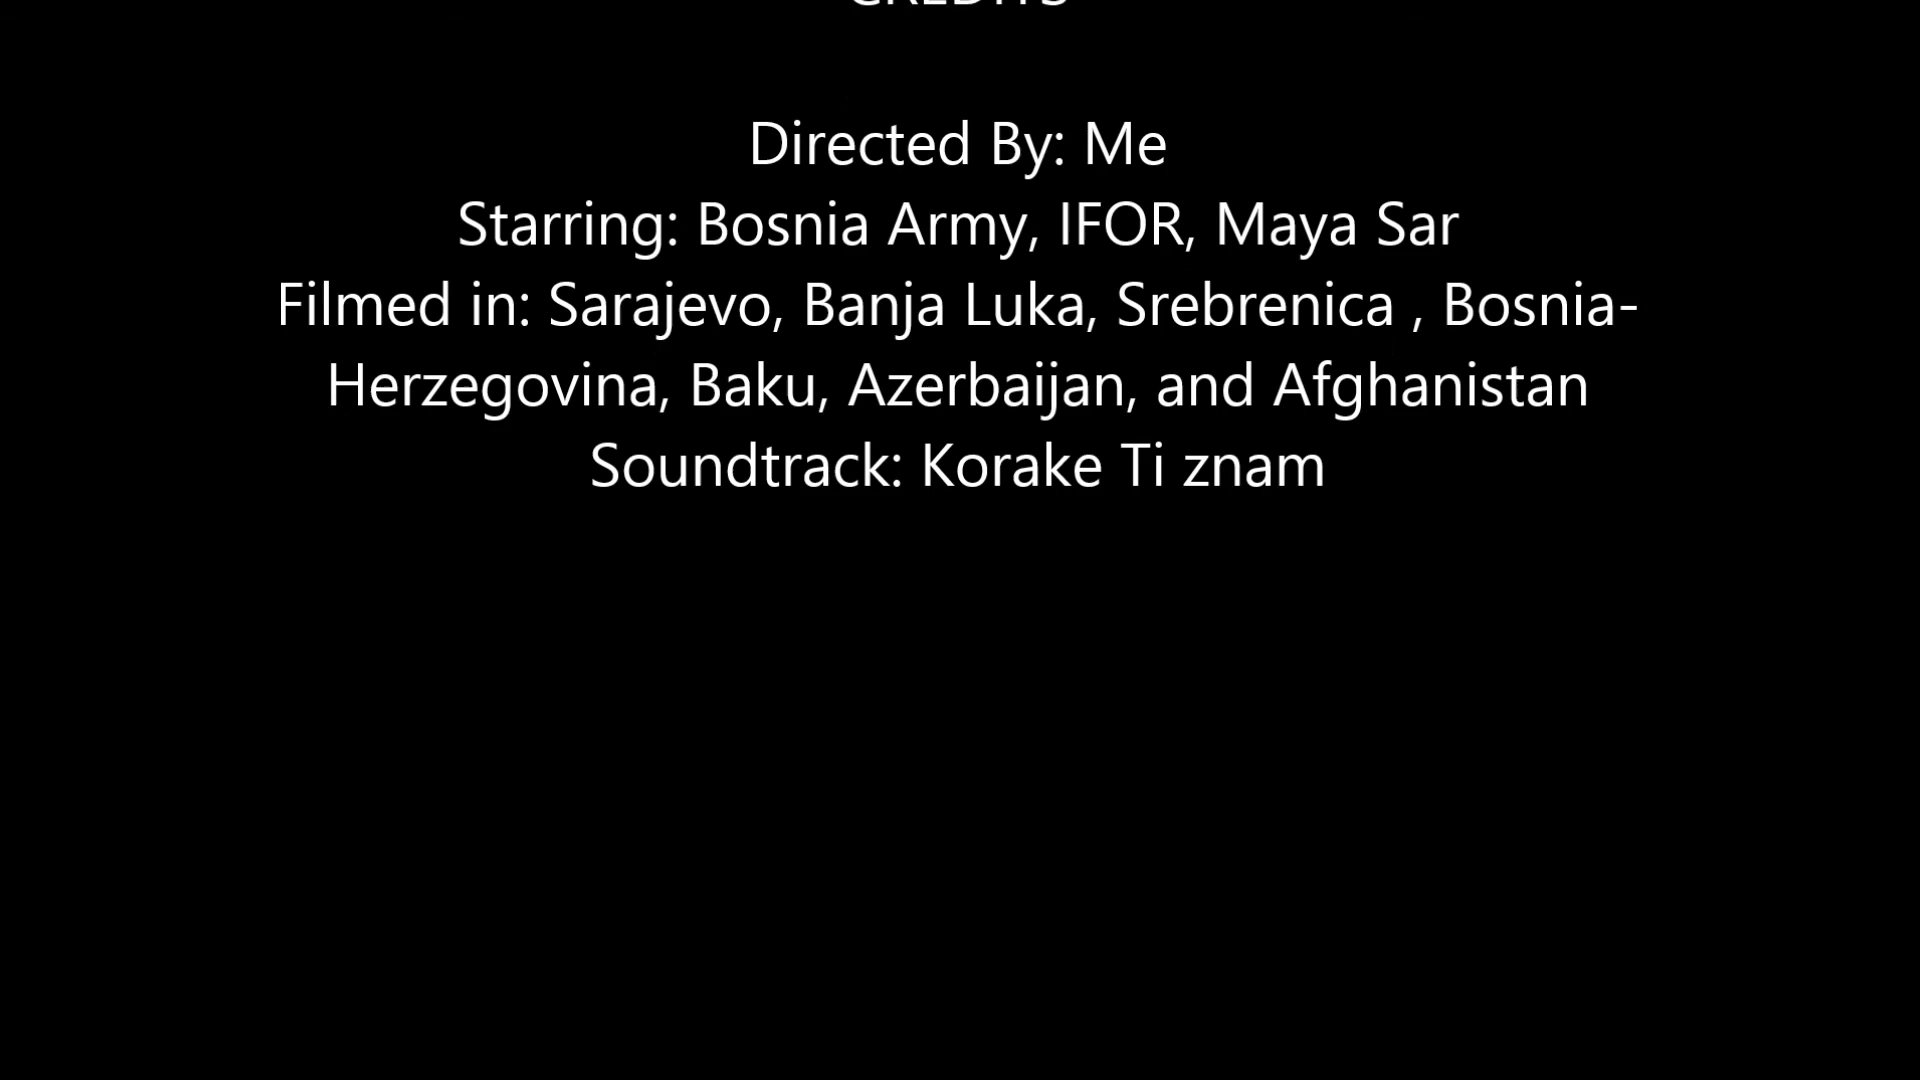 CREDITS
Directed By: Me
Starring: Bosnia Army, IFOR, Maya Sar
Filmed in: Sarajevo, Banja Luka, Srebrenica , Bosnia-
Herzegovina, Baku, Azerbaijan, and Afghanistan
Soundtrack: Korake Ti znam